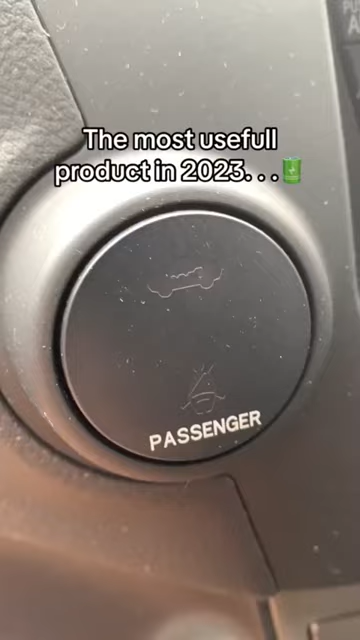 The most usefull
product in 2023. . .🔋
PASSENGER